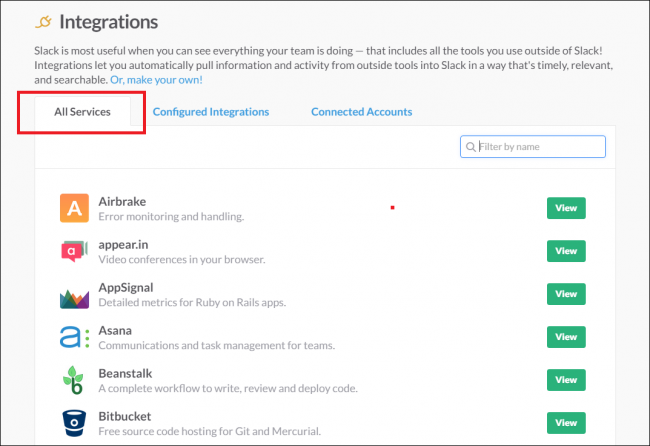 Integrations
Slack is most useful when you can see everything your team is doing — that includes all the tools you use outside of Slack!
Integrations let you automatically pull information and activity from outside tools into Slack in a way that's timely, relevant,
and searchable. Or, make your own!
All Services Configured Integrations Connected Accounts
Filter by name
A Airbrake
Error monitoring and handling.
View
a appear.in
Video conferences in your browser.
View
AppSignal
Detailed metrics for Ruby on Rails apps.
View
a: Asana
Communications and task management for teams.
View
b Beanstalk
A complete workflow to write, review and deploy code.
View
Bitbucket
Free source code hosting for Git and Mercurial.
View